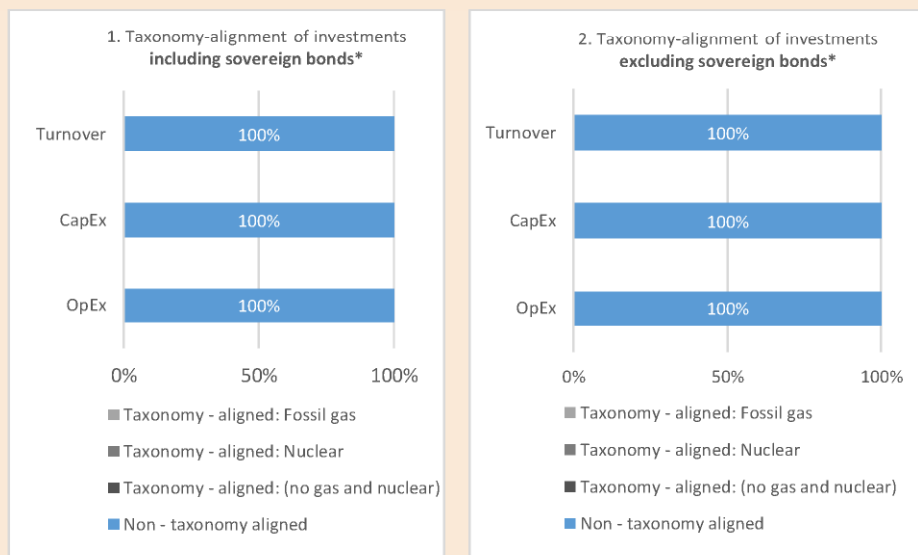 1. Taxonomy-alignment of investments
including sovereign bonds*
Turnover
100%
CapEx
100%
OpEx
100%
0%
50%
100%
Taxonomy - aligned: Fossil gas
Taxonomy - aligned: Nuclear
Taxonomy - aligned: (no gas and nuclear)
Non - taxonomy aligned
2. Taxonomy-alignment of investments
excluding sovereign bonds*
Turnover
100%
CapEx
100%
OpEx
100%
0%
50%
100%
Taxonomy - aligned: Fossil gas
Taxonomy - aligned: Nuclear
Taxonomy - aligned: (no gas and nuclear)
Non - taxonomy aligned